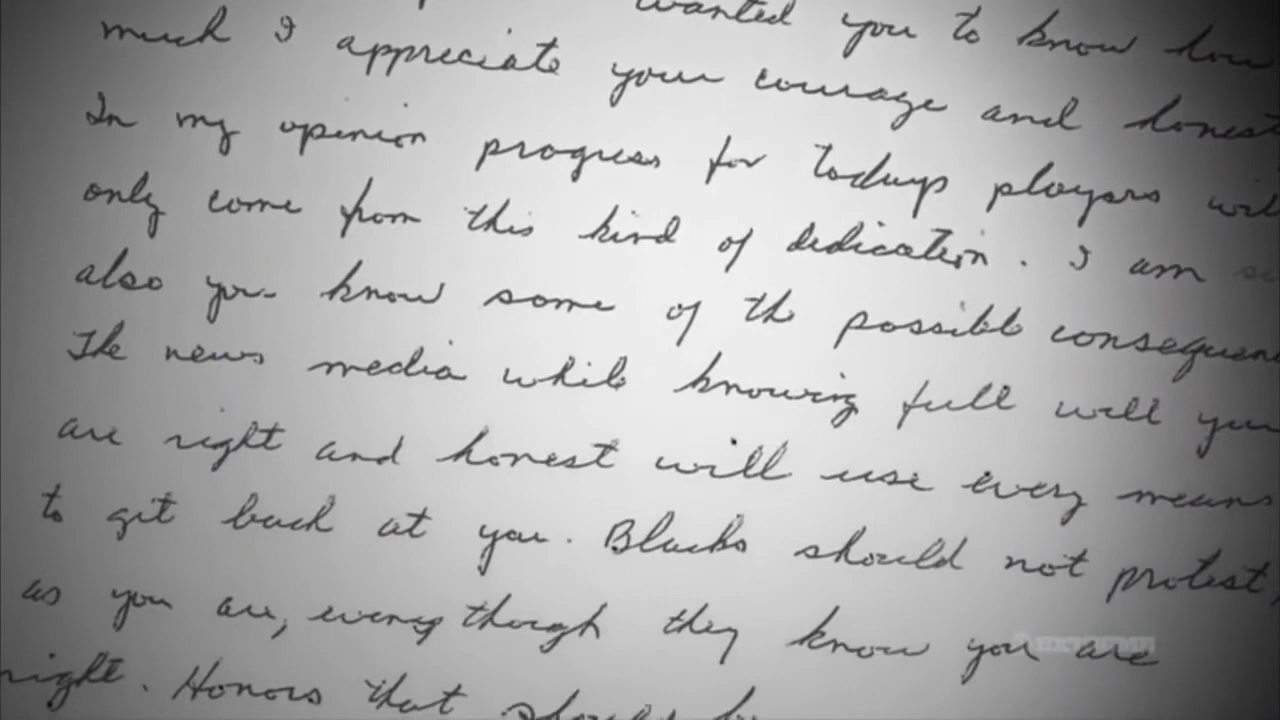 wanted you to know how
much I appreciate your courage and honest
In my opinion progress for todays players will
only come from this kind of dedication. I am
also you know some of the possible consequen
The news media while knowing full well you
are right and honest will use every means
to get back at you. Blacks should not protest,
as you are, even though they know you are
right. Honors that should be